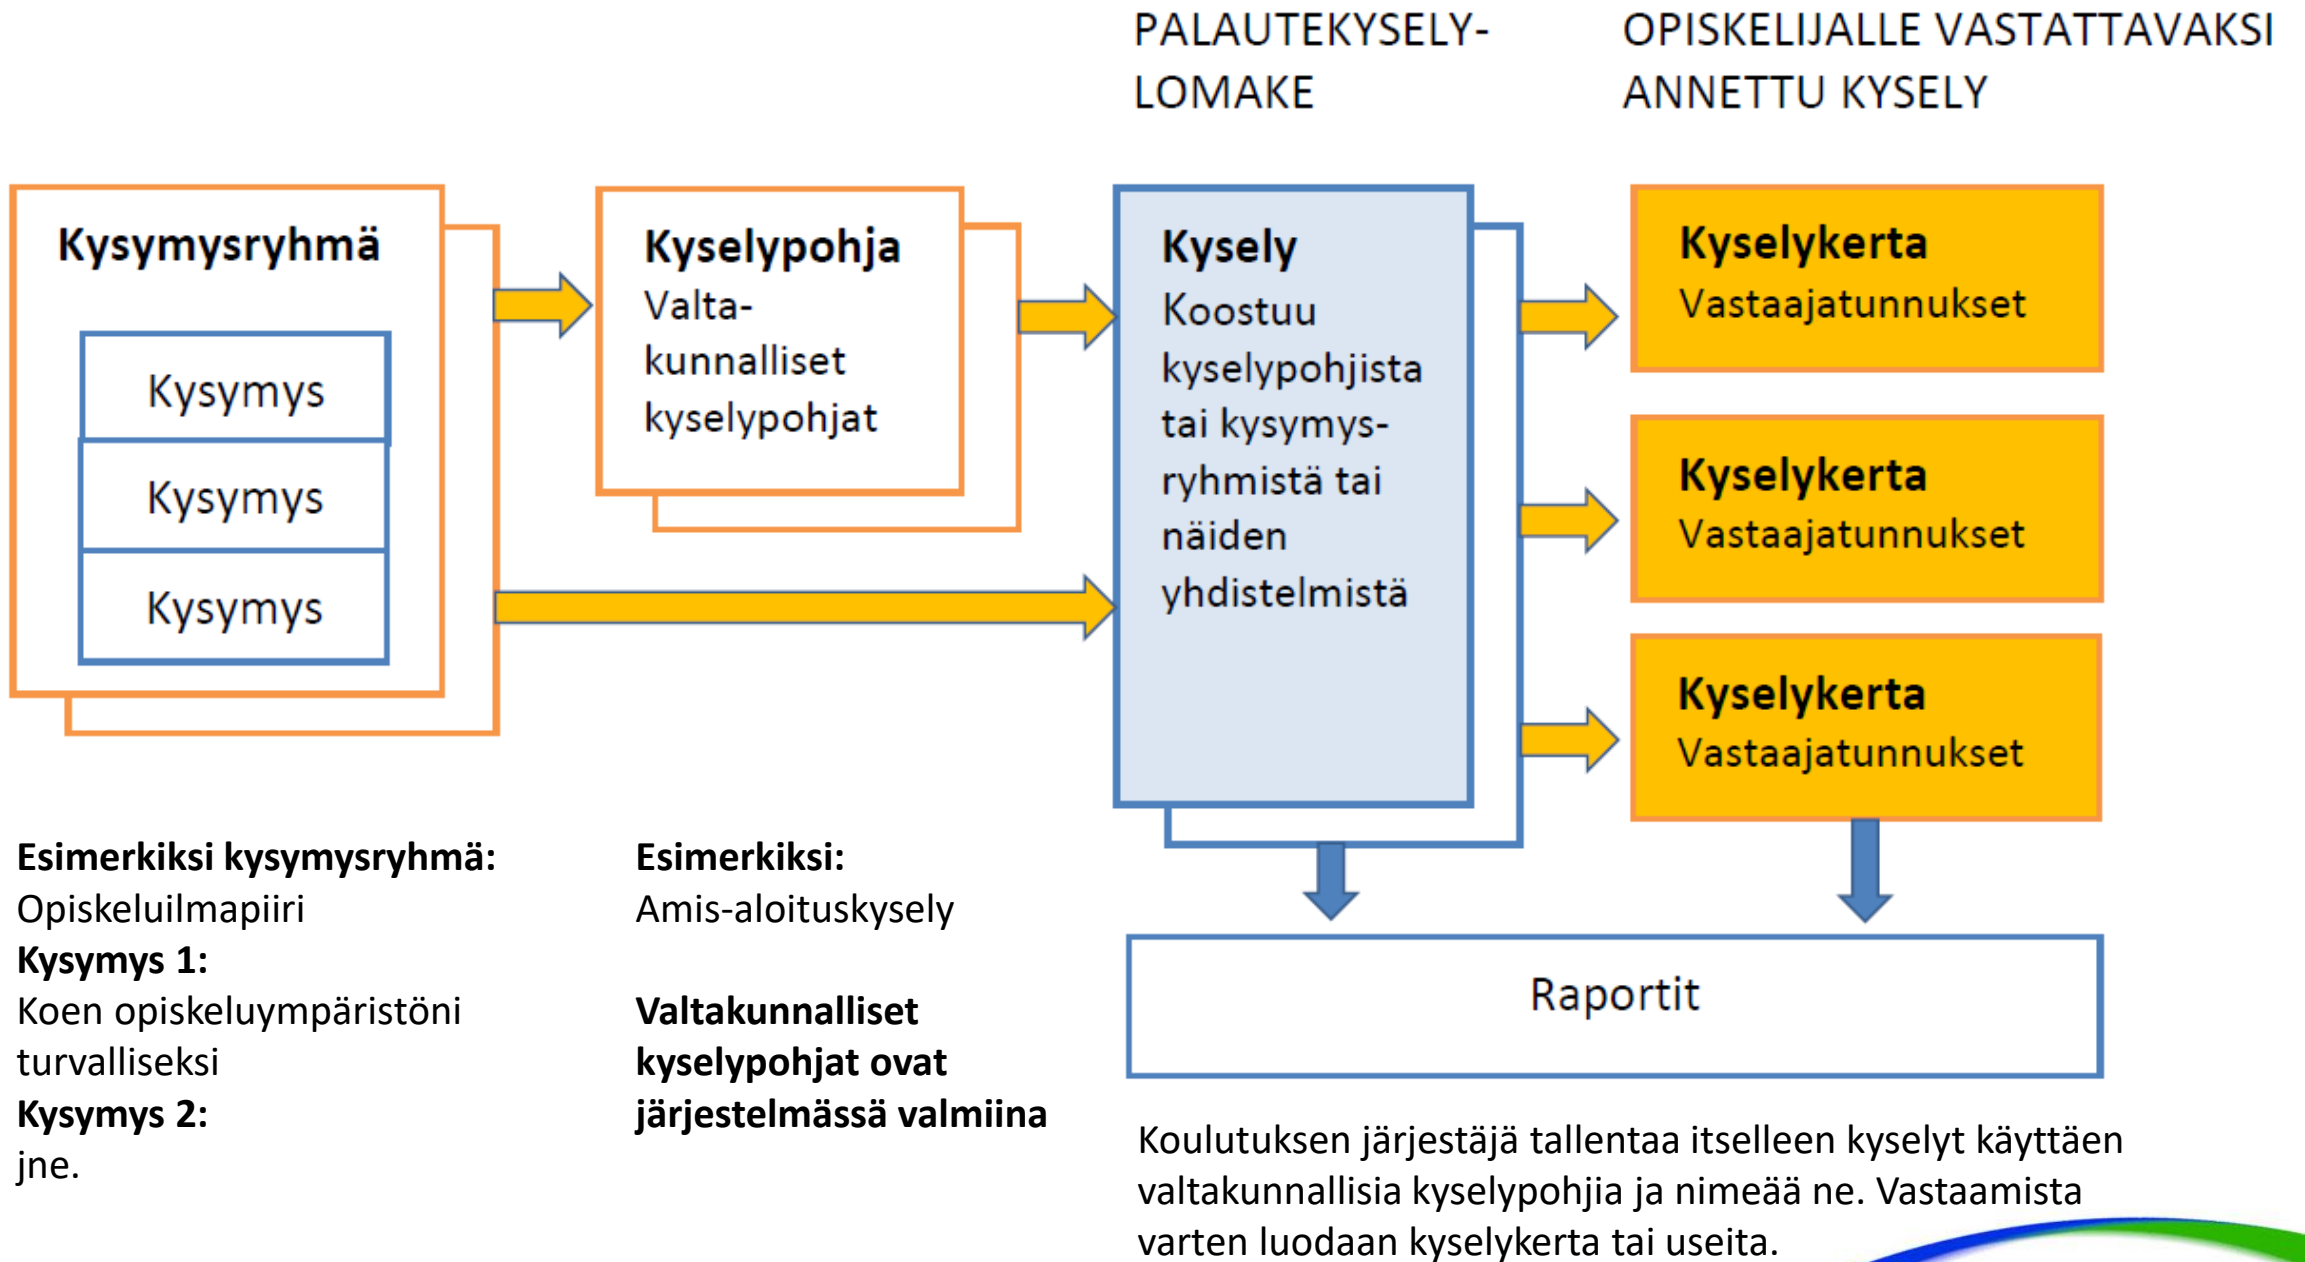 PALAUTEKYSELY-
LOMAKE
OPISKELIJALLE VASTATTAVAKSI
ANNETTU KYSELY
Kysymysryhmä
Kysymys
Kysymys
Kysymys
Kyselypohja
Valta-
kunnalliset
kyselypohjat
Kysely
Koostuu
kyselypohjista
tai kysymys-
ryhmistä tai
näiden
yhdistelmistä
Kyselykerta
Vastaajatunnukset
Kyselykerta
Vastaajatunnukset
Kyselykerta
Vastaajatunnukset
Esimerkiksi kysymysryhmä:
Opiskeluilmapiiri
Kysymys 1:
Koen opiskeluympäristöni
turvalliseksi
Kysymys 2:
jne.
Esimerkiksi:
Amis-aloituskysely
Valtakunnalliset
kyselypohjat ovat
järjestelmässä valmiina
Raportit
Koulutuksen järjestäjä tallentaa itselleen kyselyt käyttäen
valtakunnallisia kyselypohjia ja nimeää ne. Vastaamista
varten luodaan kyselykerta tai useita.